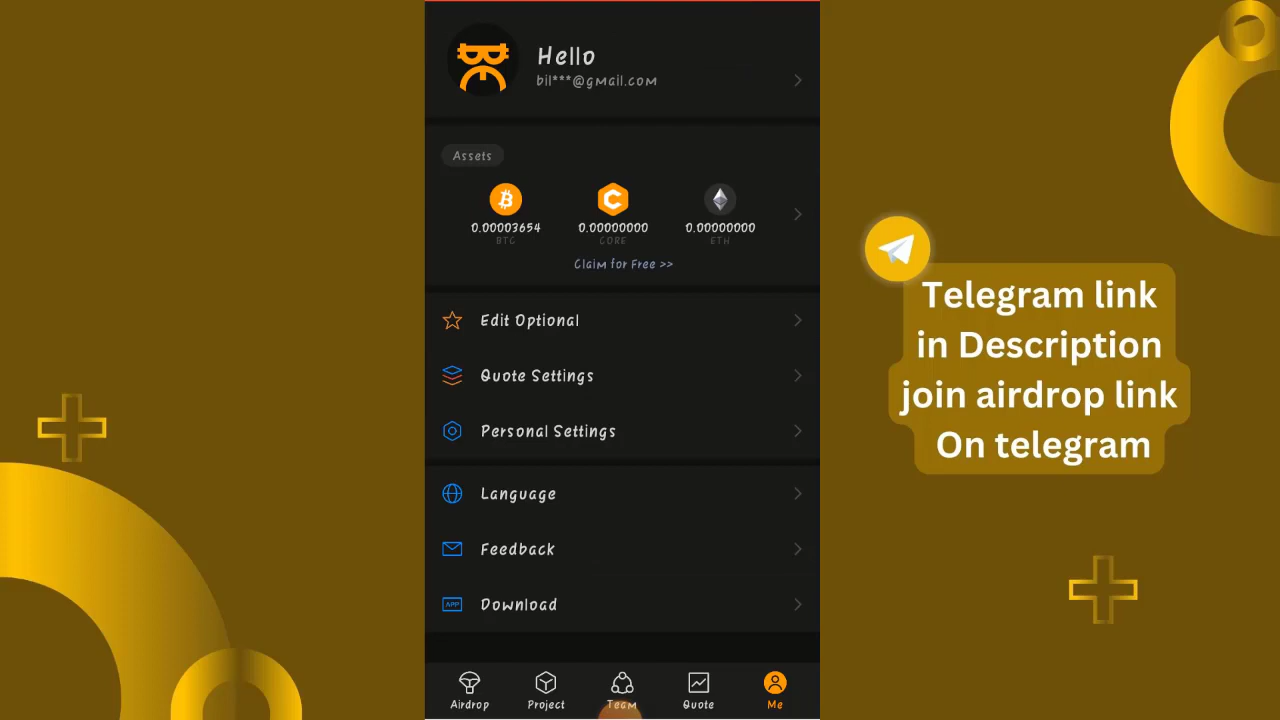 Hello
bil***@gmail.com
Assets
0.00003654
BTC
0.00000000
CORE
0.00000000
ETH
Claim for Free >>
Edit Optional
Quote Settings
Personal Settings
Language
Feedback
APP
Download
Airdrop
Project
Team
Quote
Me
Telegram link
in Description
join airdrop link
On telegram